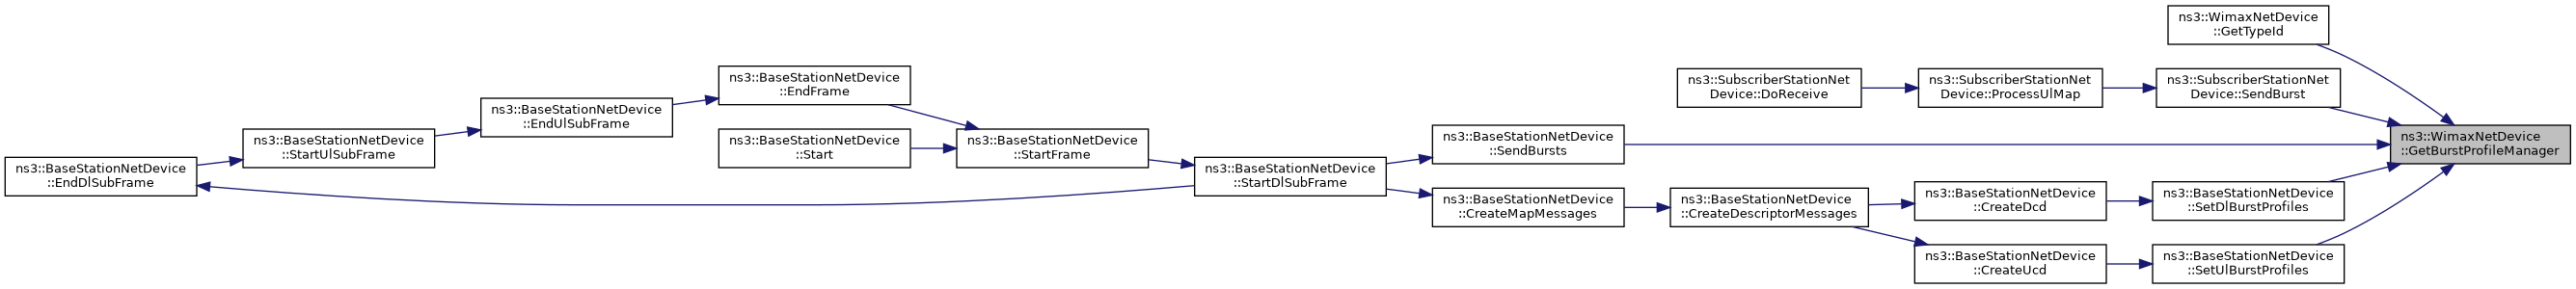 ns3::WimaxNetDevice
::GetTypeId
ns3::BaseStationNetDevice
::EndFrame
ns3::SubscriberStationNet
Device::DoReceive
ns3::SubscriberStationNet
Device::ProcessUlMap
ns3::SubscriberStationNet
Device::SendBurst
ns3::BaseStationNetDevice
::EndUlSubFrame
ns3::BaseStationNetDevice
::StartUlSubFrame
ns3::BaseStationNetDevice
::Start
ns3::BaseStationNetDevice
::StartFrame
ns3::BaseStationNetDevice
::SendBursts
ns3::WimaxNetDevice
::GetBurstProfileManager
ns3::BaseStationNetDevice
::EndDlSubFrame
ns3::BaseStationNetDevice
::StartDlSubFrame
ns3::BaseStationNetDevice
::CreateMapMessages
ns3::BaseStationNetDevice
::CreateDescriptorMessages
ns3::BaseStationNetDevice
::CreateDcd
ns3::BaseStationNetDevice
::SetDlBurstProfiles
ns3::BaseStationNetDevice
::CreateUcd
ns3::BaseStationNetDevice
::SetUlBurstProfiles